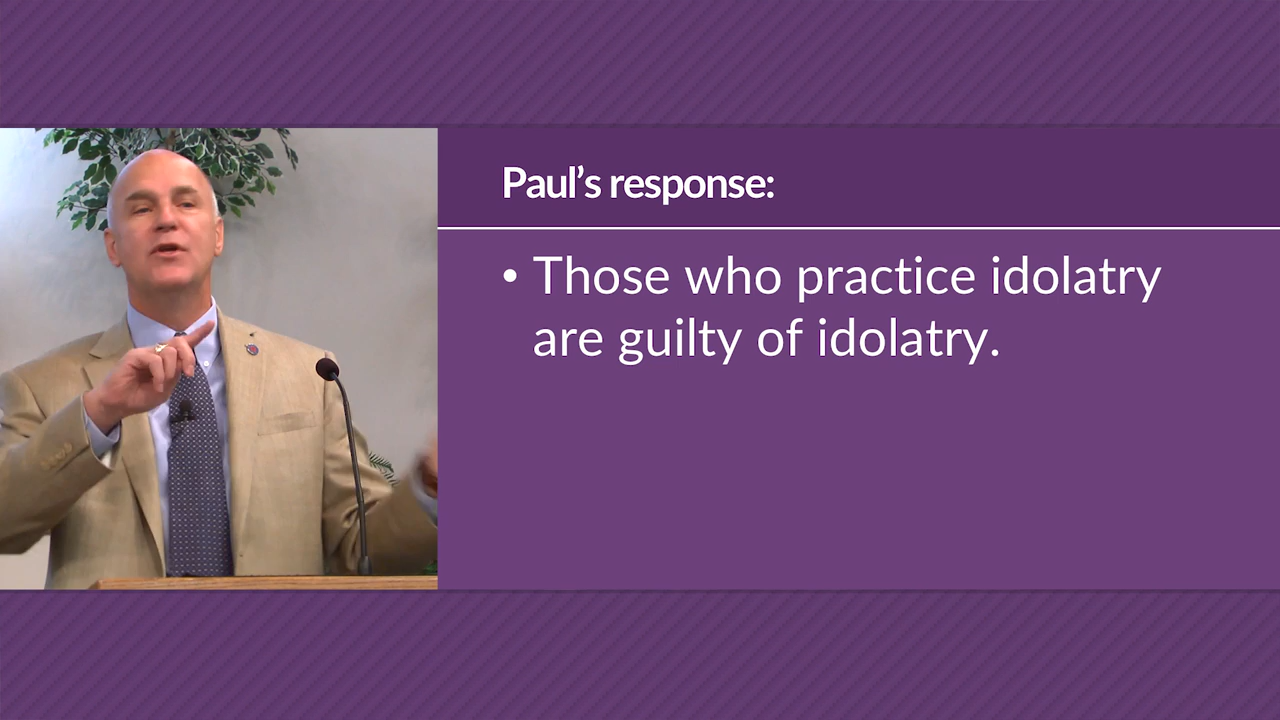 Paul’s response:
• Those who practice idolatry
are guilty of idolatry.